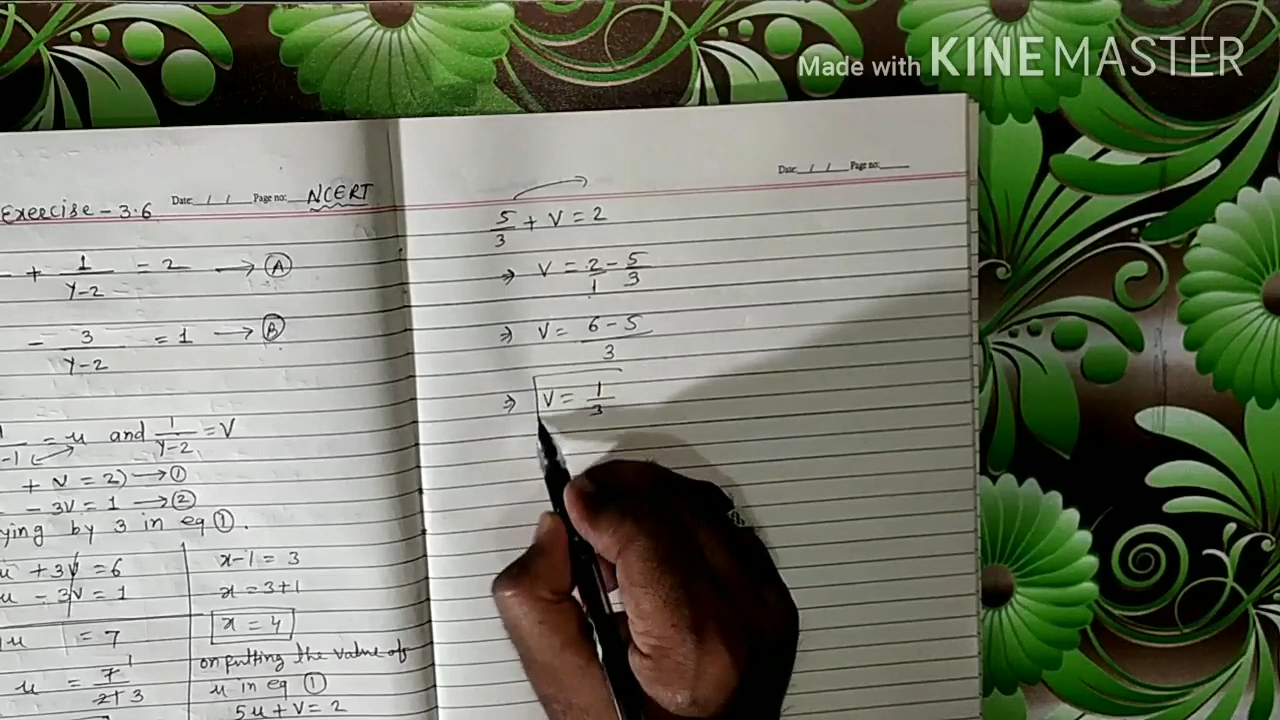 Made with KINEMASTER
Date: / / Page no: NCERT
Exercise - 3.6
+ 1/(y-2) = 2 → Ⓐ
- 3/(y-2) = 1 → Ⓑ
-1 = u and 1/(y-2) = V
+ v = 2) → ①
- 3v = 1 → ②
ying by 3 in eq ①.
u + 3v = 6
u - 3v = 1
u = 7
u = 7 1/21 3
x-1 = 3
x = 3+1
x = 4
on putting the value of
u in eq ①
5u + v = 2
Date: / / Page no:
5/3 + v = 2
⇒ v = 2/1 - 5/3
⇒ v = (6-5)/3
⇒ v = 1/3